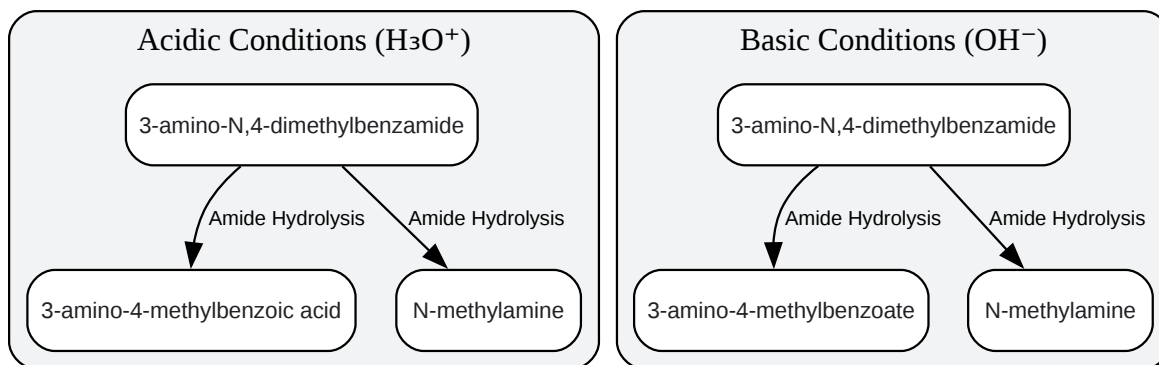 Acidic Conditions (H₃O⁺)
3-amino-N,4-dimethylbenzamide
Amide Hydrolysis
Amide Hydrolysis
3-amino-4-methylbenzoic acid
N-methylamine
Basic Conditions (OH⁻)
3-amino-N,4-dimethylbenzamide
Amide Hydrolysis
Amide Hydrolysis
3-amino-4-methylbenzoate
N-methylamine